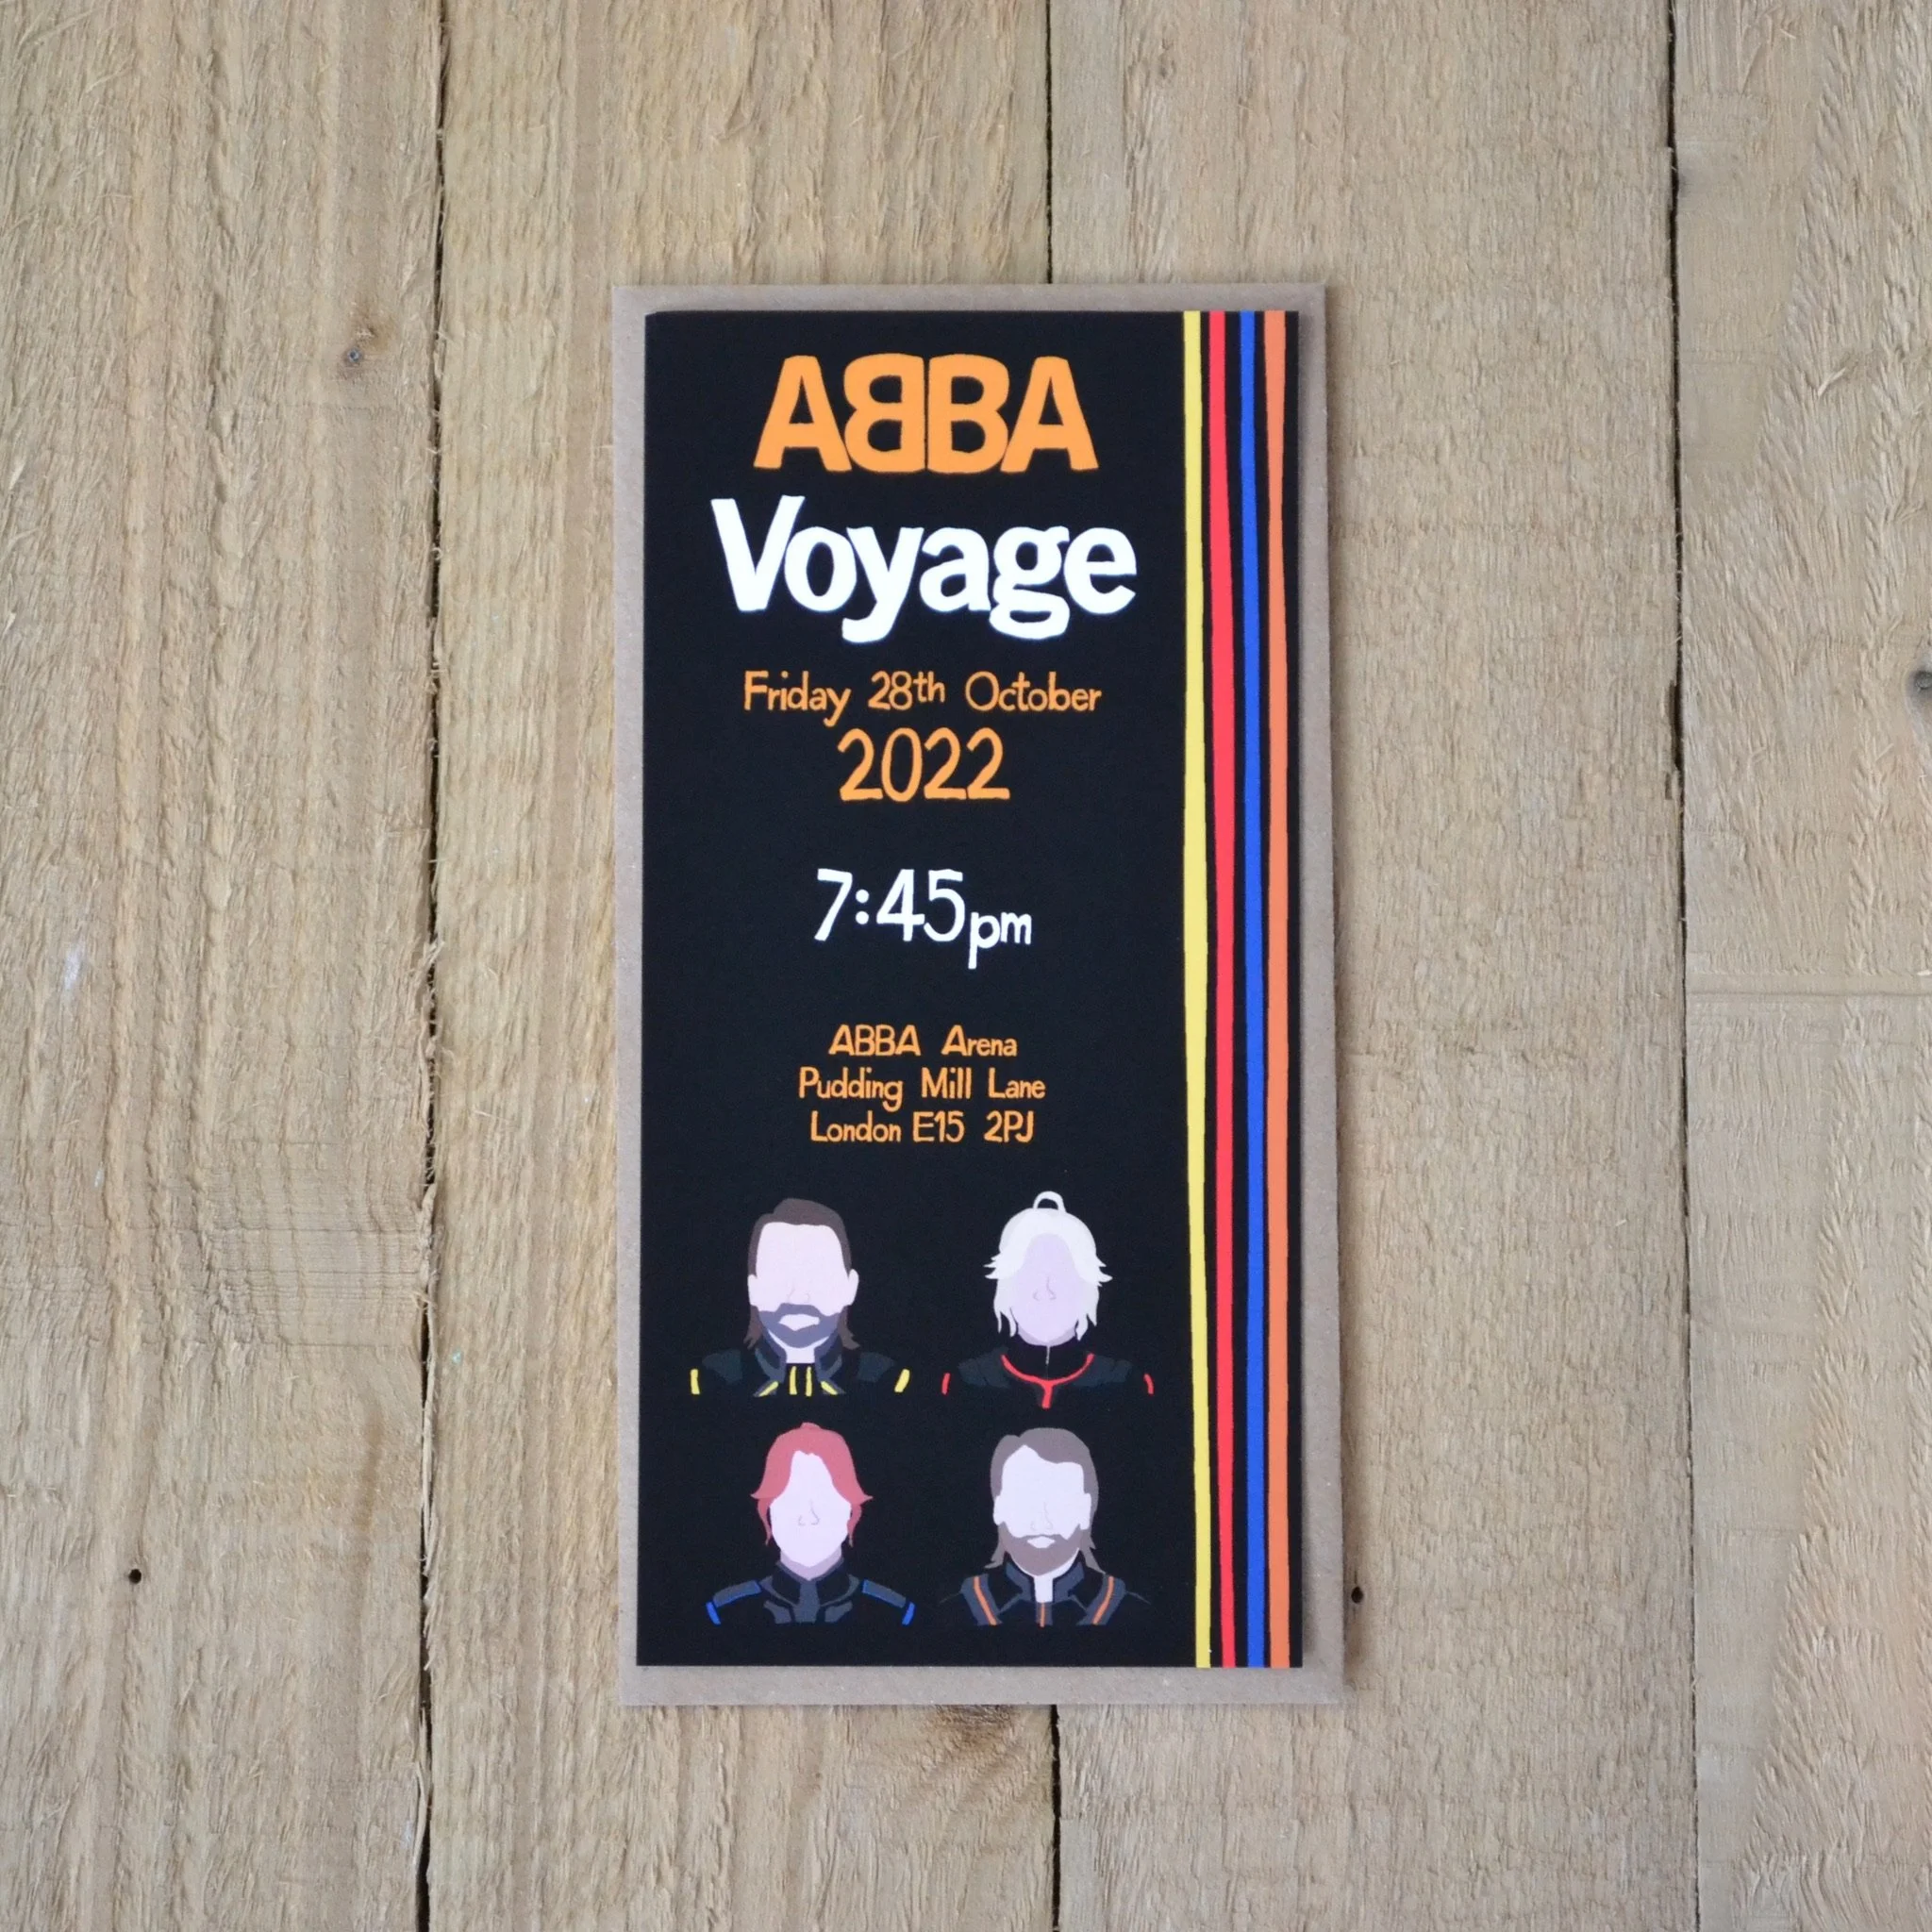 ABBA
Voyage
Friday 28th October
2022
7:45pm
ABBA Arena
Pudding Mill Lane
London E15 2PJ